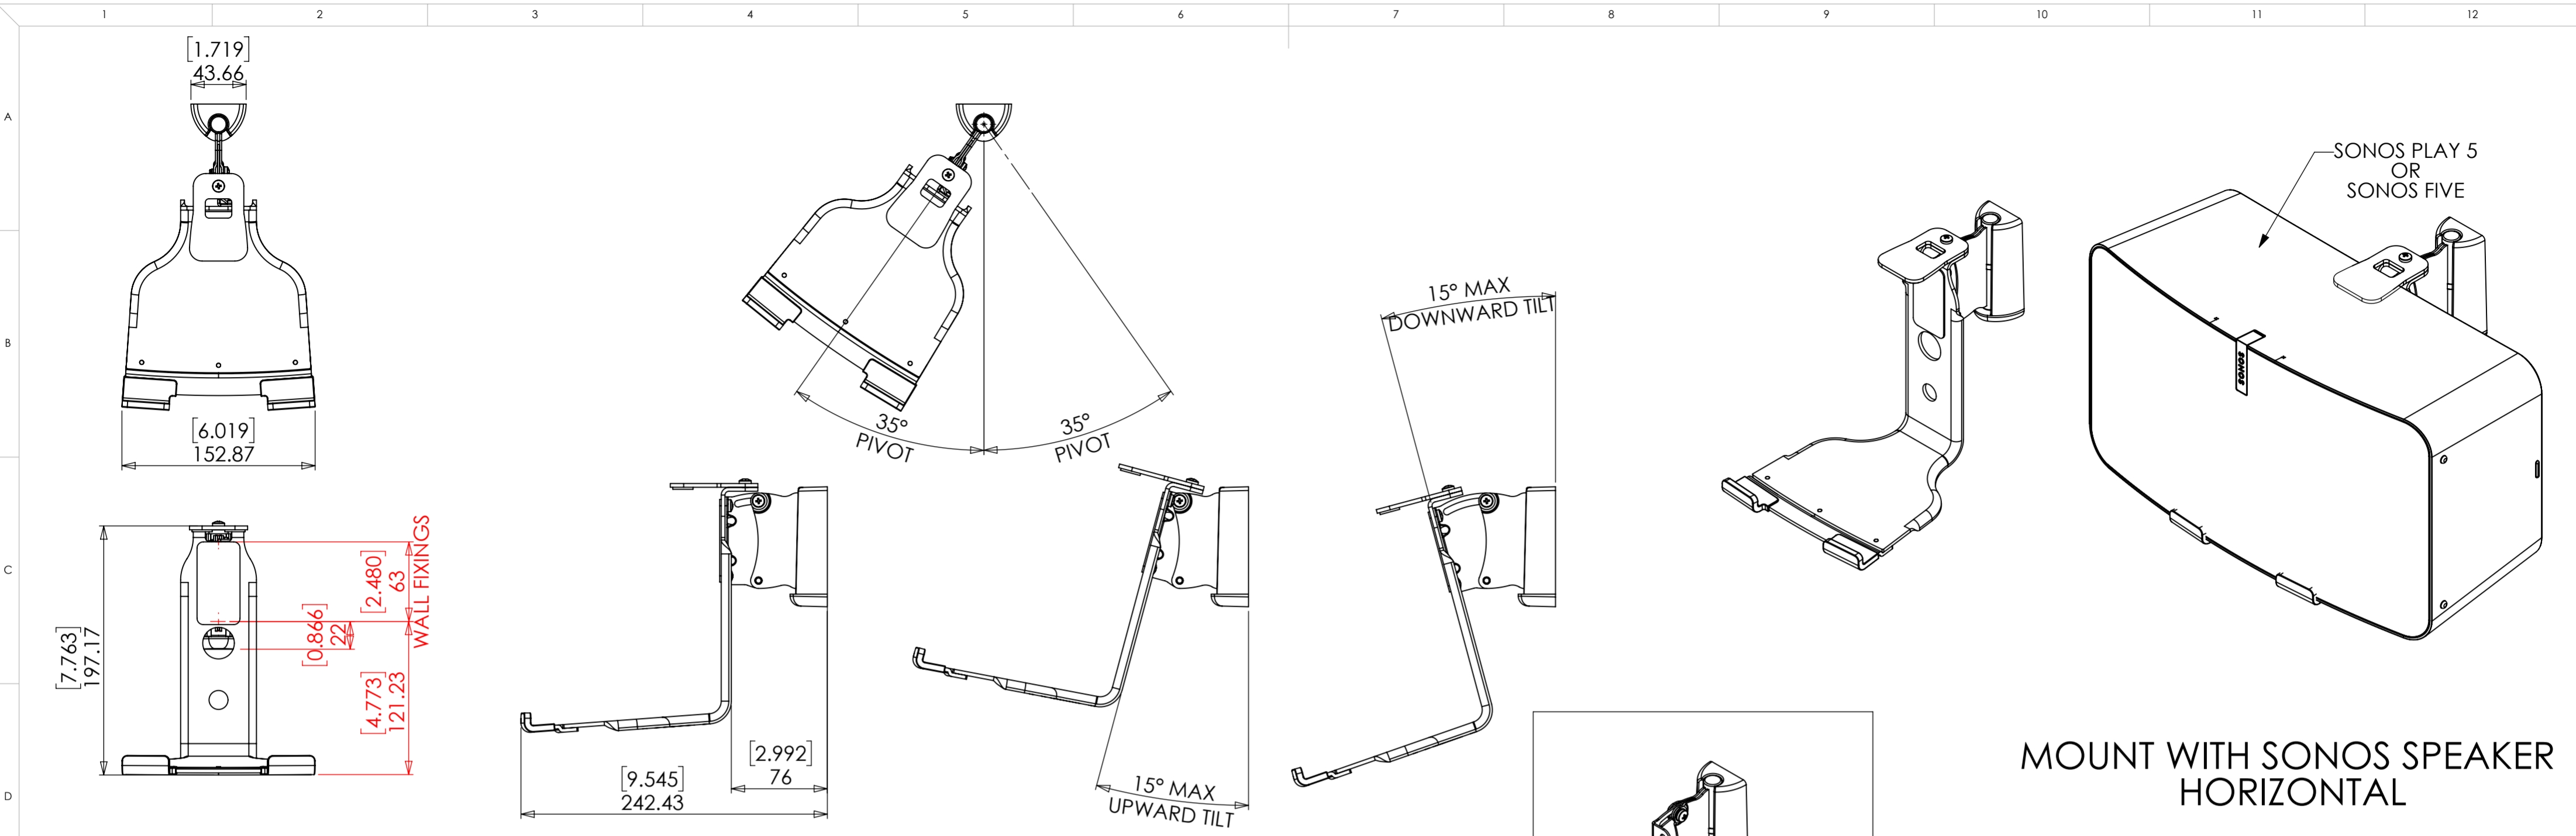 1 2 3 4 5 6 7 8 9 10 11 12
A
B
C
D
[1.719]
43.66
[6.019]
152.87
35°
PIVOT
35°
PIVOT
15° MAX
DOWNWARD TILT
SONOS PLAY 5
OR
SONOS FIVE
SONOS
[7.763]
197.17
[2.480]
63
WALL FIXINGS
[0.866]
22
[4.773]
121.23
[9.545]
242.43
[2.992]
76
15° MAX
UPWARD TILT
MOUNT WITH SONOS SPEAKER
HORIZONTAL